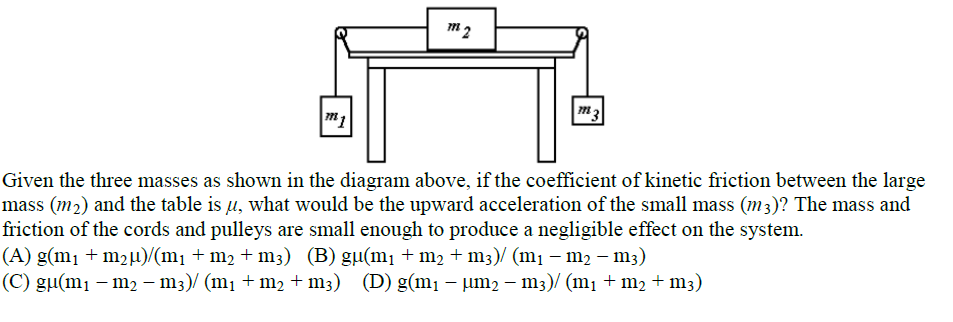 m 2
m 1
m 3
Given the three masses as shown in the diagram above, if the coefficient of kinetic friction between the large
mass (m₂) and the table is μ, what would be the upward acceleration of the small mass (m₃)? The mass and
friction of the cords and pulleys are small enough to produce a negligible effect on the system.
(A) g(m₁ + m₂μ)/(m₁ + m₂ + m₃) (B) gμ(m₁ + m₂ + m₃)/ (m₁ – m₂ – m₃)
(C) gμ(m₁ – m₂ – m₃)/ (m₁ + m₂ + m₃) (D) g(m₁ – μm₂ – m₃)/ (m₁ + m₂ + m₃)